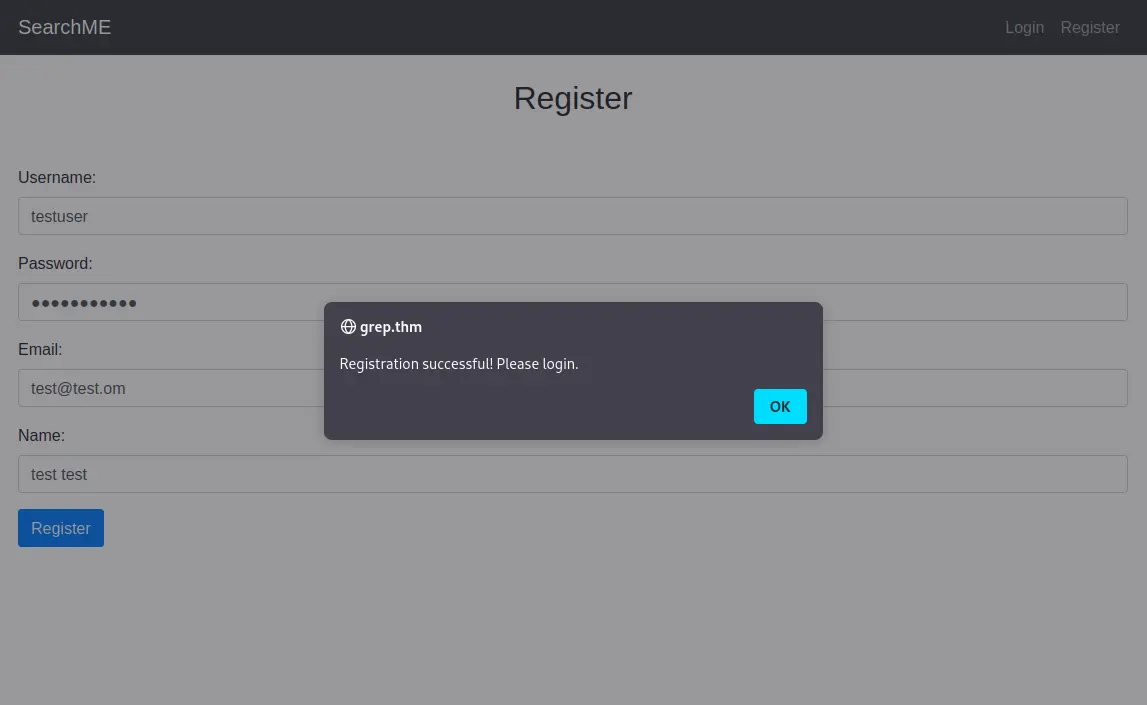 SearchME
Login Register
Register
Username:
testuser
Password:
●●●●●●●●●●●
grep.thm
Registration successful! Please login.
OK
Email:
test@test.om
Name:
test test
Register